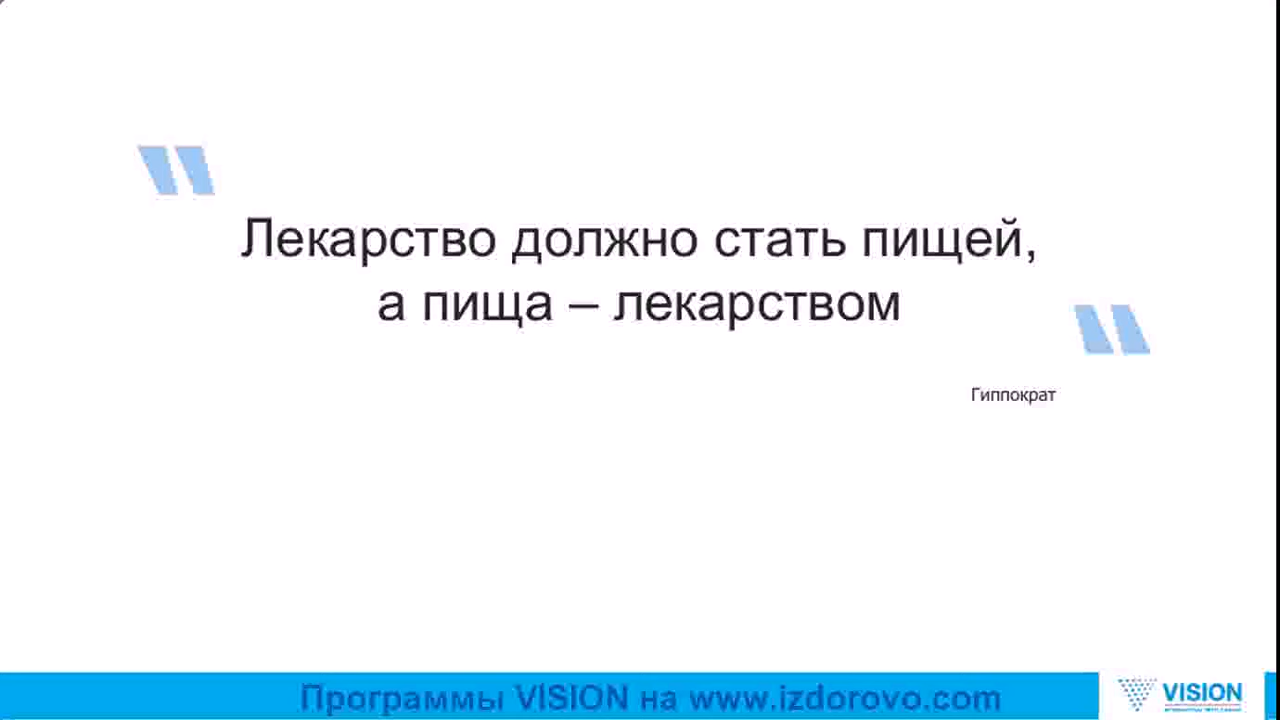 Лекарство должно стать пищей,
а пища – лекарством
Гиппократ
Программы VISION на www.izdorovo.com
VISION